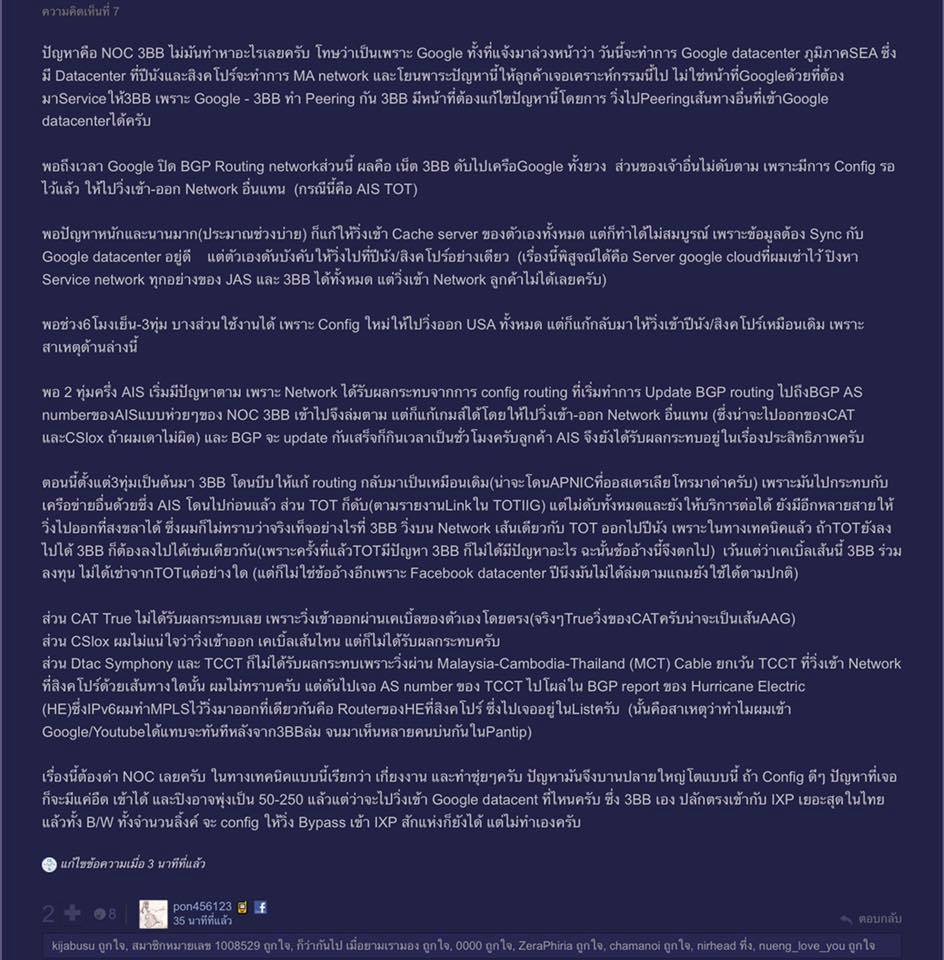 ความคิดเห็นที่ 7
ปัญหาคือ NOC 3BB ไม่มันทำหาอะไรเลยครับ โทษว่าเป็นเพราะ Google ทั้งที่แจ้งมาล่วงหน้าว่า วันนี้จะทำการ Google datacenter ภูมิภาคSEA ซึ่ง
มี Datacenter ที่ปีนังและสิงคโปร์จะทำการ MA network และโยนพาระปัญหานี้ให้ลูกค้าเจอเคราะห์กรรมนี้ไป ไม่ใช่หน้าที่Googleด้วยที่ต้อง
มาServiceให้3BB เพราะ Google - 3BB ทำ Peering กัน 3BB มีหน้าที่ต้องแก้ไขปัญหานี้โดยการ วิ่งไปPeeringเส้นทางอื่นที่เข้าGoogle
datacenterได้ครับ
พอถึงเวลา Google ปิด BGP Routing networkส่วนนี้ ผลคือ เน็ต 3BB ดับไปเครือGoogle ทั้งยวง ส่วนของเจ้าอื่นไม่ดับตาม เพราะมีการ Config รอ
ไว้แล้ว ให้ไปวิ่งเข้า-ออก Network อื่นแทน (กรณีนี้คือ AIS TOT)
พอปัญหาหนักและนานมาก(ประมาณช่วงบ่าย) ก็แก้ให้วิ่งเข้า Cache server ของตัวเองทั้งหมด แต่ก็ทำได้ไม่สมบูรณ์ เพราะข้อมูลต้อง Sync กับ
Google datacenter อยู่ดี แต่ตัวเองดันบังคับให้วิ่งไปที่ปีนัง/สิงคโปร์อย่างเดียว (เรื่องนี้พิสูจณ์ได้คือ Server google cloudที่ผมเช่าไว้ ปิงหา
Service network ทุกอย่างของ JAS และ 3BB ได้ทั้งหมด แต่วิ่งเข้า Network ลูกค้าไม่ได้เลยครับ)
พอช่วง6โมงเย็น-3ทุ่ม บางส่วนใช้งานได้ เพราะ Config ใหม่ให้ไปวิ่งออก USA ทั้งหมด แต่ก็แก้กลับมาให้วิ่งเข้าปีนัง/สิงคโปร์เหมือนเดิม เพราะ
สาเหตุด้านล่างนี้
พอ 2 ทุ่มครึ่ง AIS เริ่มมีปัญหาตาม เพราะ Network ได้รับผลกระทบจากการ config routing ที่เริ่มทำการ Update BGP routing ไปถึงBGP AS
numberของAISแบบห่วยๆของ NOC 3BB เข้าไปจึงล่มตาม แต่ก็แก้เกมส์ได้โดยให้ไปวิ่งเข้า-ออก Network อื่นแทน (ซึ่งน่าจะไปออกของCAT
และCSlox ถ้าผมเดาไม่ผิด) และ BGP จะ update กันเสร็จก็กินเวลาเป็นชั่วโมงครับลูกค้า AIS จึงยังได้รับผลกระทบอยู่ในเรื่องประสิทธิภาพครับ
ตอนนี้ตั้งแต่3ทุ่มเป็นต้นมา 3BB โดนบีบให้แก้ routing กลับมาเป็นเหมือนเดิม(น่าจะโดนAPNICที่ออสเตรเลียโทรมาด่าครับ) เพราะมันไปกระทบกับ
เครือข่ายอื่นด้วยซึ่ง AIS โดนไปก่อนแล้ว ส่วน TOT ก็ดับ(ตามรายงานLinkใน TOTIIG) แต่ไม่ดับทั้งหมดและยังให้บริการต่อได้ ยังมีอีกหลายสายให้
วิ่งไปออกที่สงขลาได้ ซึ่งผมก็ไม่ทราบว่าจริงเท็จอย่างไรที่ 3BB วิ่งบน Network เส้นเดียวกับ TOT ออกไปปีนัง เพราะในทางเทคนิคแล้ว ถ้าTOTยังลง
ไปได้ 3BB ก็ต้องลงไปได้เช่นเดียวกัน(เพราะครั้งที่แล้วTOTมีปัญหา 3BB ก็ไม่ได้มีปัญหาอะไร ฉะนั้นข้ออ้างนี้จึงตกไป) เว้นแต่ว่าเคเบิ้ลเส้นนี้ 3BB ร่วม
ลงทุน ไม่ได้เช่าจากTOTแต่อย่างใด (แต่ก็ไม่ใช่ข้ออ้างอีกเพราะ Facebook datacenter ปีนึงมันไม่ได้ล่มตามแถมยังใช้ได้ตามปกติ)
ส่วน CAT True ไม่ได้รับผลกระทบเลย เพราะวิ่งเข้าออกผ่านเคเบิ้ลของตัวเองโดยตรง(จริงๆTrueวิ่งของCATครับน่าจะเป็นเส้นAAG)
ส่วน CSlox ผมไม่แน่ใจว่าวิ่งเข้าออก เคเบิ้ลเส้นไหน แต่ก็ไม่ได้รับผลกระทบครับ
ส่วน Dtac Symphony และ TCCT ก็ไม่ได้รับผลกระทบเพราะวิ่งผ่าน Malaysia-Cambodia-Thailand (MCT) Cable ยกเว้น TCCT ที่วิ่งเข้า Network
ที่สิงคโปร์ด้วยเส้นทางใดนั้น ผมไม่ทราบครับ แต่ดันไปเจอ AS number ของ TCCT ไปโผล่ใน BGP report ของ Hurricane Electric
(HE)ซึ่งIPv6ผมทำMPLSไว้วิ่งมาออกที่เดียวกันคือ RouterของHEที่สิงคโปร์ ซึ่งไปเจออยู่ในListครับ (นั้นคือสาเหตุว่าทำไมผมเข้า
Google/Youtubeได้แทบจะทันทีหลังจาก3BBล่ม จนมาเห็นหลายคนบ่นกันในPantip)
เรื่องนี้ต้องด่า NOC เลยครับ ในทางเทคนิคแบบนี้เรียกว่า เกี่ยงงาน และทำชุ่ยๆครับ ปัญหามันจึงบานปลายใหญ่โตแบบนี้ ถ้า Config ดีๆ ปัญหาที่เจอ
ก็จะมีแค่อืด เข้าได้ และปิงอาจพุ่งเป็น 50-250 แล้วแต่ว่าจะไปวิ่งเข้า Google datacent ที่ไหนครับ ซึ่ง 3BB เอง ปลักตรงเข้ากับ IXP เยอะสุดในไทย
แล้วทั้ง B/W ทั้งจำนวนลิ้งค์ จะ config ให้วิ่ง Bypass เข้า IXP สักแห่งก็ยังได้ แต่ไม่ทำเองครับ
แก้ไขข้อความเมื่อ 3 นาทีที่แล้ว
2 8 pon456123
35 นาทีที่แล้ว ตอบกลับ
kijabusu ถูกใจ, สมาชิกหมายเลข 1008529 ถูกใจ, ก็ว่ากันไป เมื่อยามเรามอง ถูกใจ, 0000 ถูกใจ, ZeraPhiria ถูกใจ, chamanoi ถูกใจ, nirhead ทึ่ง, nueng_love_you ถูกใจ